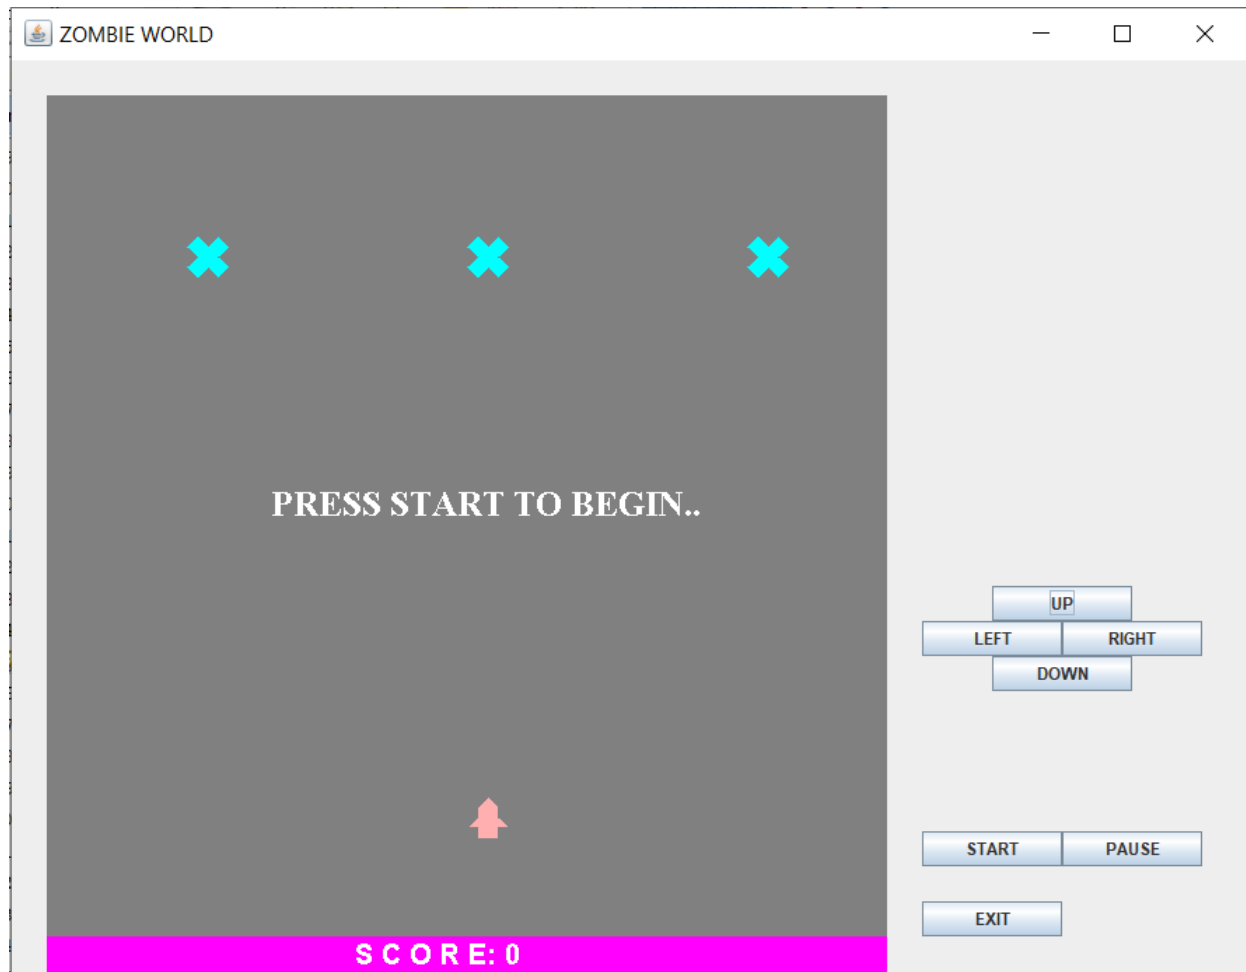 ZOMBIE WORLD
PRESS START TO BEGIN..
UP
LEFT RIGHT
DOWN
START PAUSE
EXIT
S C O R E: 0